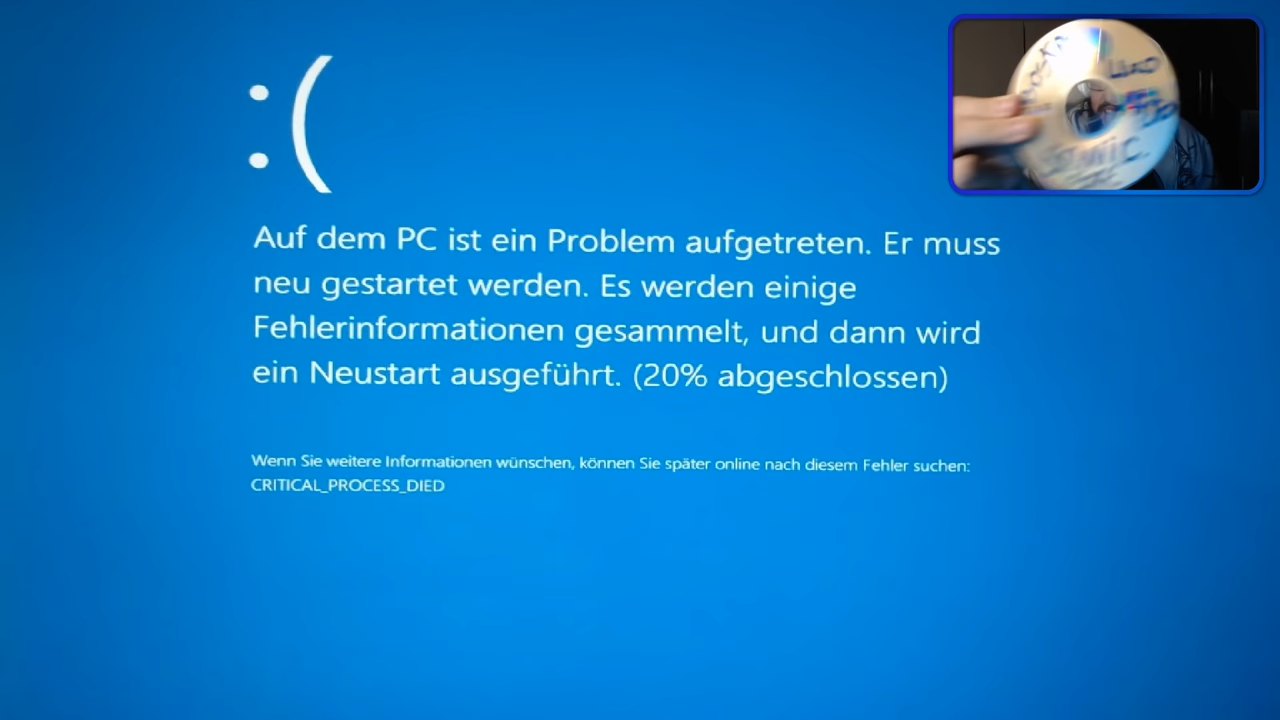 :(
Auf dem PC ist ein Problem aufgetreten. Er muss
neu gestartet werden. Es werden einige
Fehlerinformationen gesammelt, und dann wird
ein Neustart ausgeführt. (20% abgeschlossen)
Wenn Sie weitere Informationen wünschen, können Sie später online nach diesem Fehler suchen:
CRITICAL_PROCESS_DIED